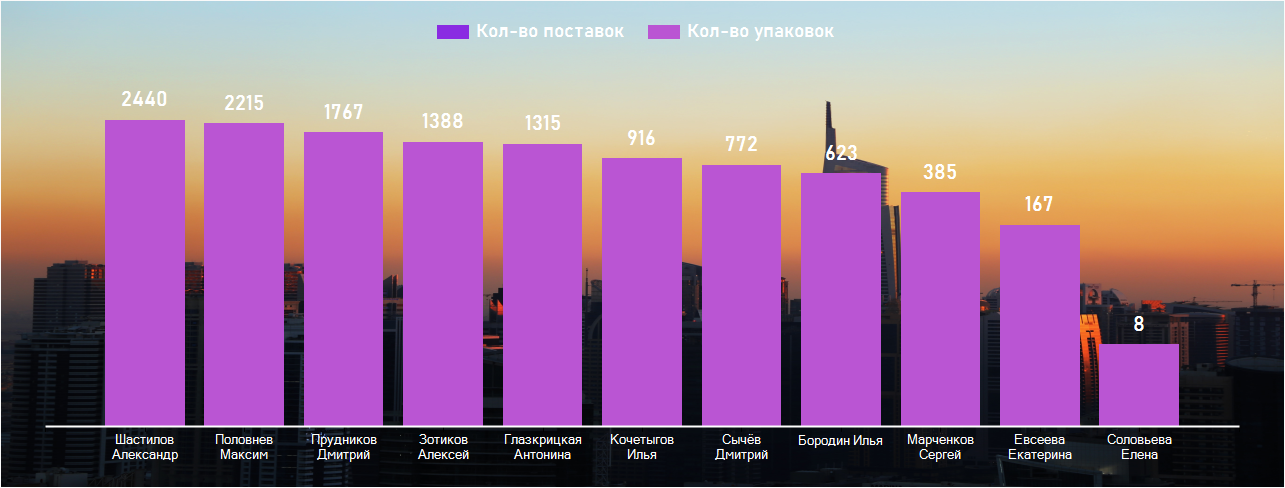 Кол-во поставок Кол-во упаковок
2440 2215 1767 1388 1315 916 772 623 385 167 8
Шастилов Половнев Прудников Зотиков Глазкрицкая Кочетыгов Сычёв Бородин Илья Марченков Евсеева Соловьева
Александр Максим Дмитрий Алексей Антонина Илья Дмитрий Сергей Екатерина Елена